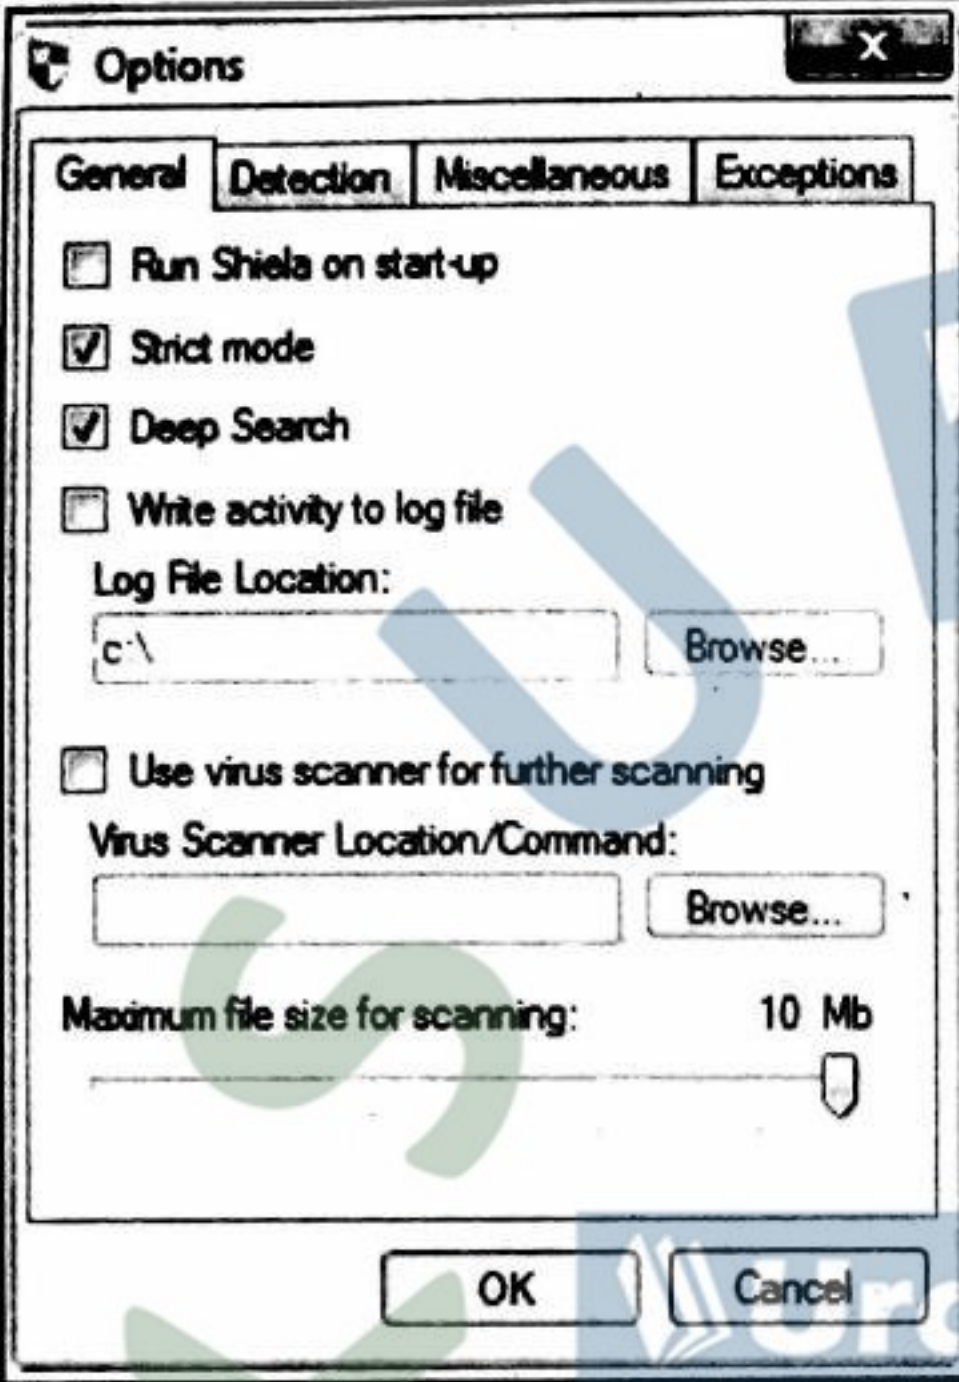 Options
X
General Detection Miscellaneous Exceptions
Run Shiela on start-up
Strict mode
Deep Search
Write activity to log file
Log File Location:
c:\ Browse...
Use virus scanner for further scanning
Virus Scanner Location/Command:
Browse...
Maximum file size for scanning: 10 Mb
OK Cancel